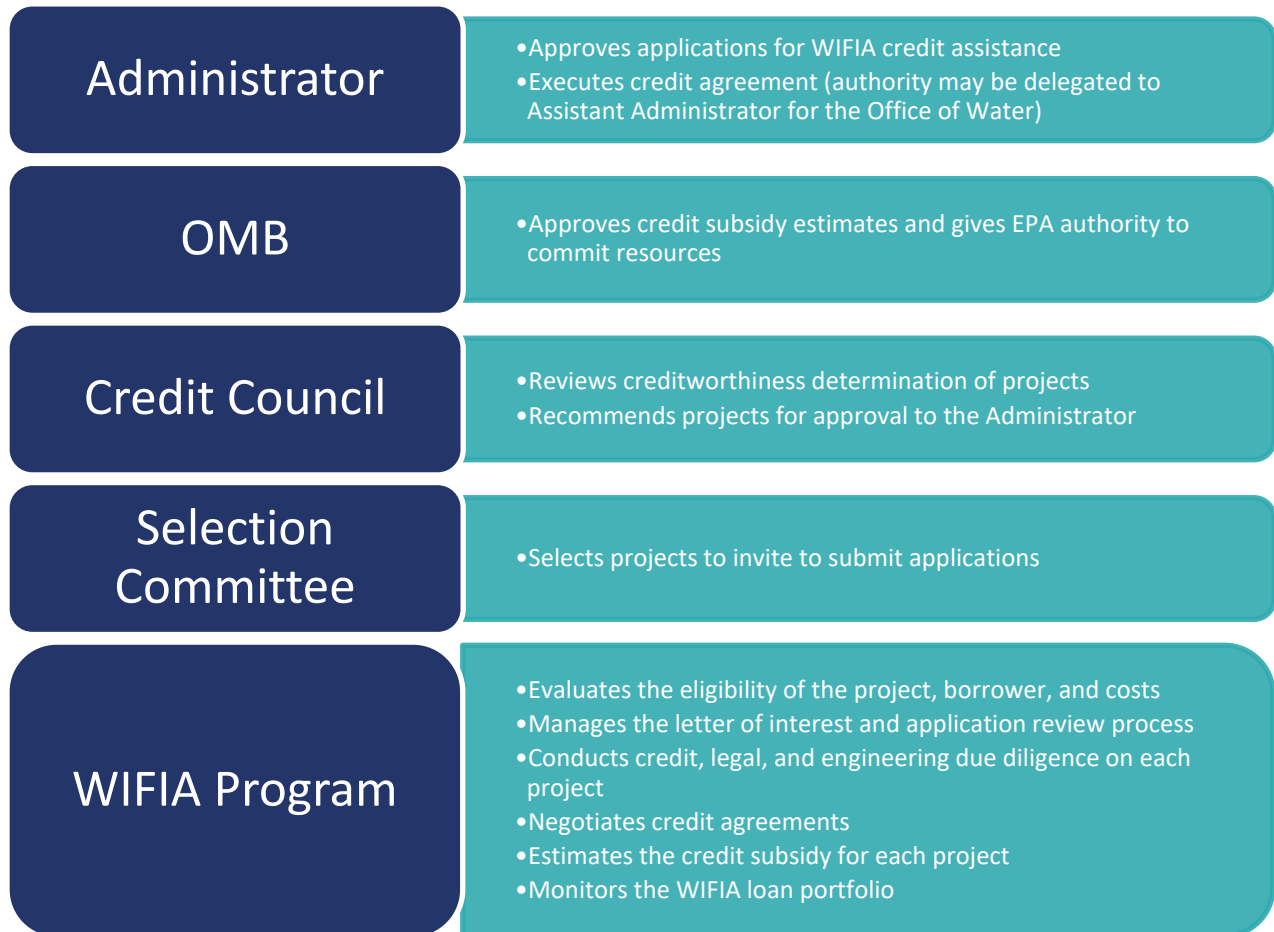 Administrator
•Approves applications for WIFIA credit assistance
•Executes credit agreement (authority may be delegated to
Assistant Administrator for the Office of Water)
OMB
•Approves credit subsidy estimates and gives EPA authority to
commit resources
Credit Council
•Reviews creditworthiness determination of projects
•Recommends projects for approval to the Administrator
Selection
Committee
•Selects projects to invite to submit applications
WIFIA Program
•Evaluates the eligibility of the project, borrower, and costs
•Manages the letter of interest and application review process
•Conducts credit, legal, and engineering due diligence on each
project
•Negotiates credit agreements
•Estimates the credit subsidy for each project
•Monitors the WIFIA loan portfolio